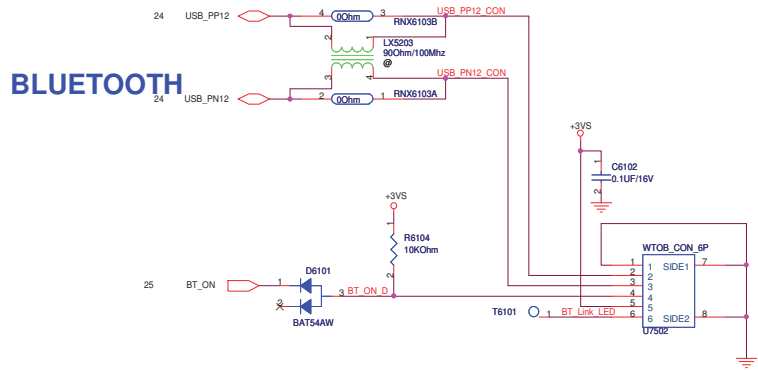 24 USB_PP12 4 0Ohm 3 RNX6103B USB_PP12_CON
2 1 LX5203
90Ohm/100Mhz
@
BLUETOOTH
3 4 USB_PN12_CON
24 USB_PN12 2 0Ohm 1 RNX6103A
+3VS
1 C6102
0.1UF/16V
2
+3VS
1
R6104
10KOhm
2
WTOB_CON_6P
D6101
25 BT_ON 1
3 BT_ON_D
2
BAT54AW
1 1 SIDE1 7
2 2
3 3
4 4
5 5
T6101 1 BT_Link_LED 6 6 SIDE2 8
U7502